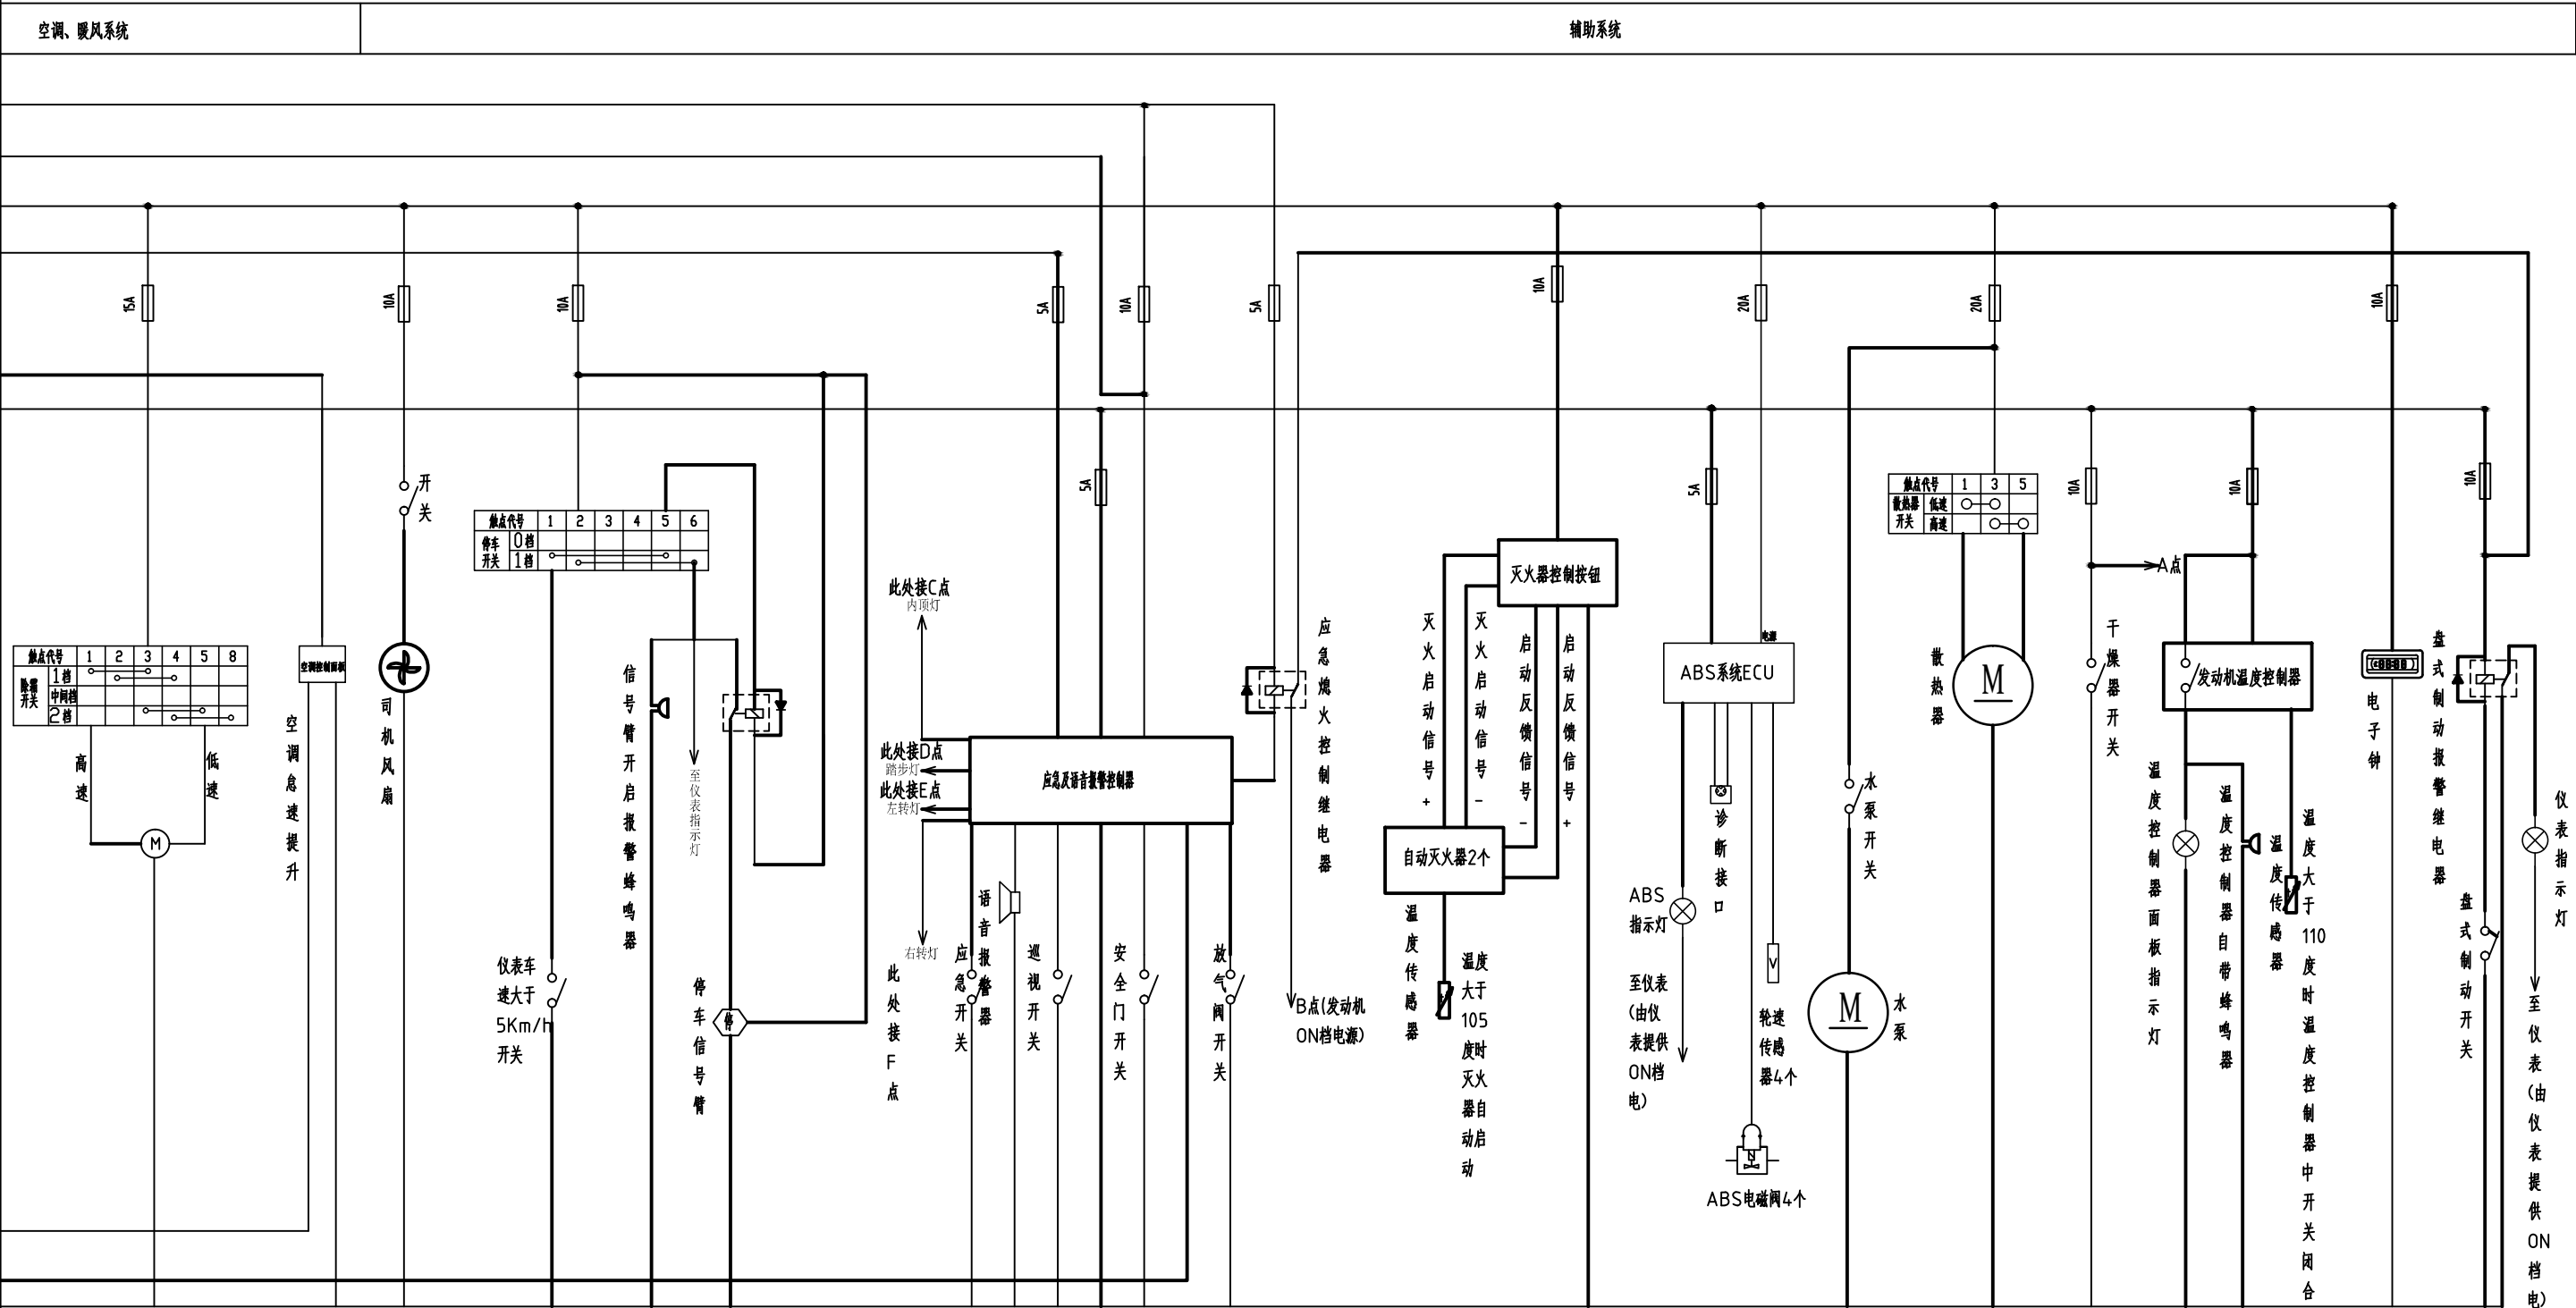 空调、暖风系统
辅助系统
15A
10A
10A
5A
10A
5A
10A
20A
20A
10A
5A
5A
10A
10A
10A
开关
触点代号 1 2 3 4 5 6
停车开关
0档
1档
触点代号 1 3 5
散热器开关
低速
高速
A点
此处接C点
内顶灯
灭火器控制按钮
触点代号 1 2 3 4 5 8
除霜开关
1档
中间档
2档
空调控制面板
电源
ABS系统ECU
M
发动机温度控制器
88:88
高速
低速
M
空调怠速提升
司机风扇
信号臂开启报警蜂鸣器
至仪表指示灯
此处接D点
踏步灯
此处接E点
左转灯
应急及语音报警控制器
应急熄火控制继电器
灭火启动信号+
灭火启动信号-
启动反馈信号-
启动反馈信号+
散热器
干燥器开关
电子钟
盘式制动报警继电器
自动灭火器2个
诊断接口
水泵开关
温度控制器面板指示灯
温度控制器自带蜂鸣器
温度传感器
温度大于110度时温度控制器中开关闭合
仪表指示灯
右转灯
此处接F点
仪表车
速大于
5Km/h
开关
停车信号臂
停
应急开关
语音报警器
巡视开关
安全门开关
放气阀开关
B点(发动机
ON档电源)
温度传感器
温度
大于
105
度时
灭火
器自
动启
动
ABS
指示灯
至仪表
(由仪
表提供
ON档
电)
V
轮速
传感
器4个
M
水泵
ABS电磁阀4个
盘式制动开关
至仪表(由仪表提供ON档电)